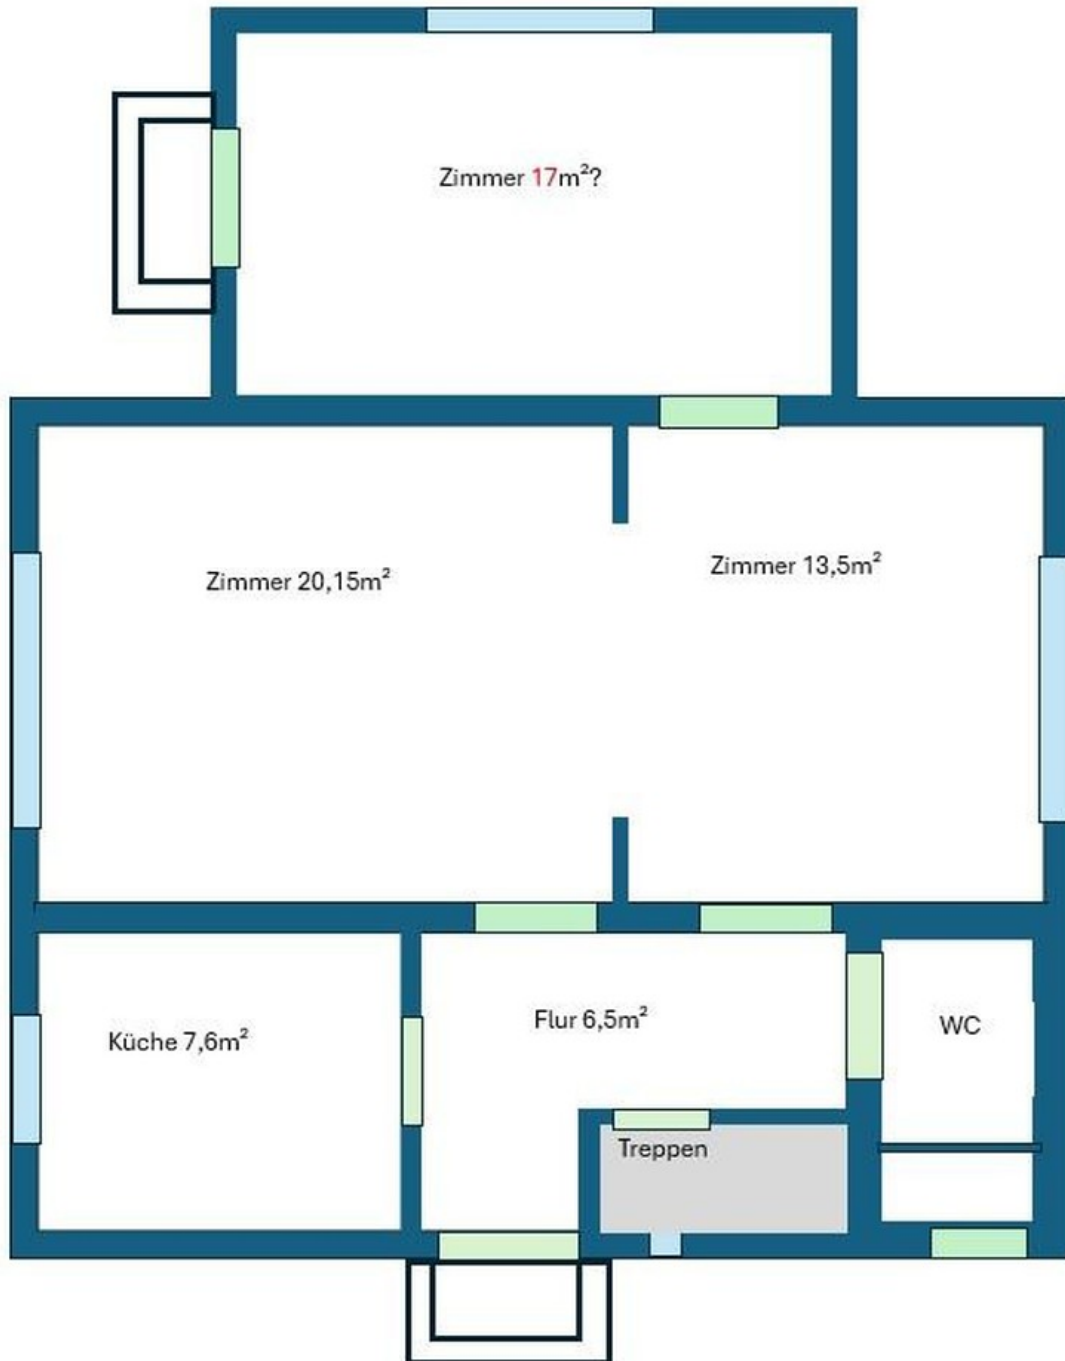 Zimmer 17m²?
Zimmer 20,15m²
Zimmer 13,5m²
Küche 7,6m²
Flur 6,5m²
WC
Treppen